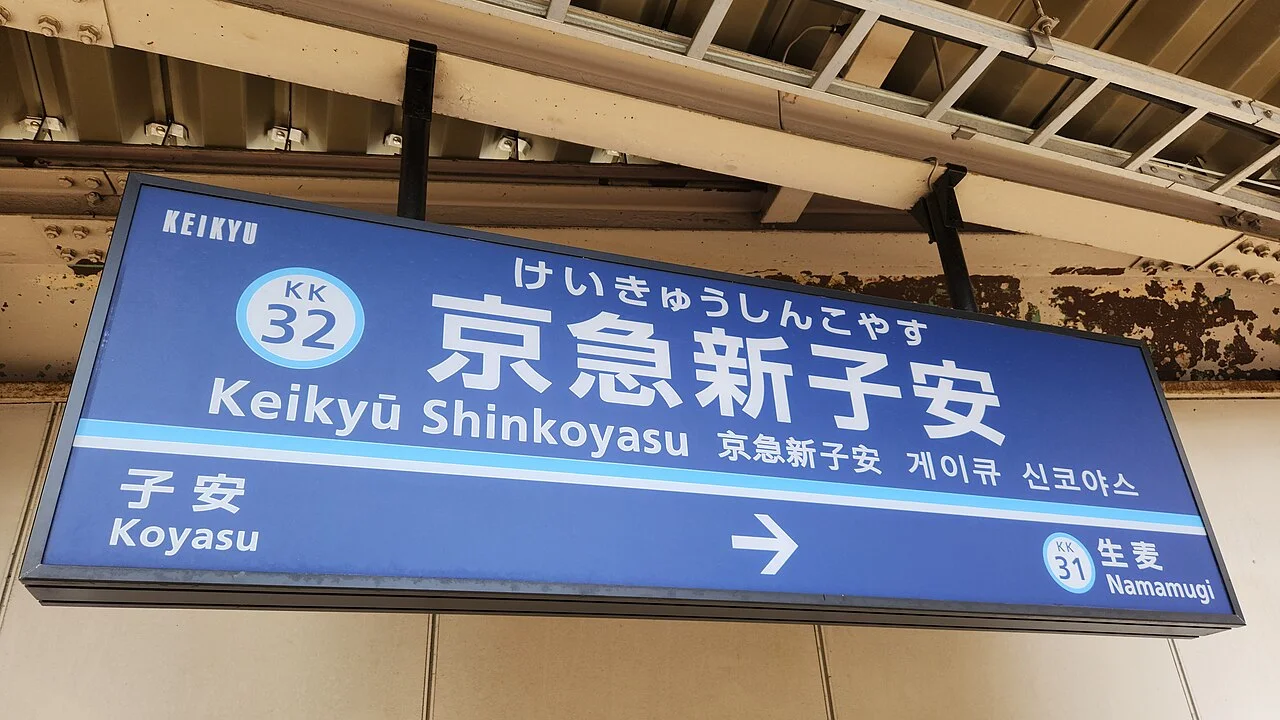 KEIKYU
KK
32
けいきゅうしんこやす
京急新子安
Keikyū Shinkoyasu
京急新子安 게이큐 신코야스
子安
Koyasu
→
KK
31
生麦
Namamugi